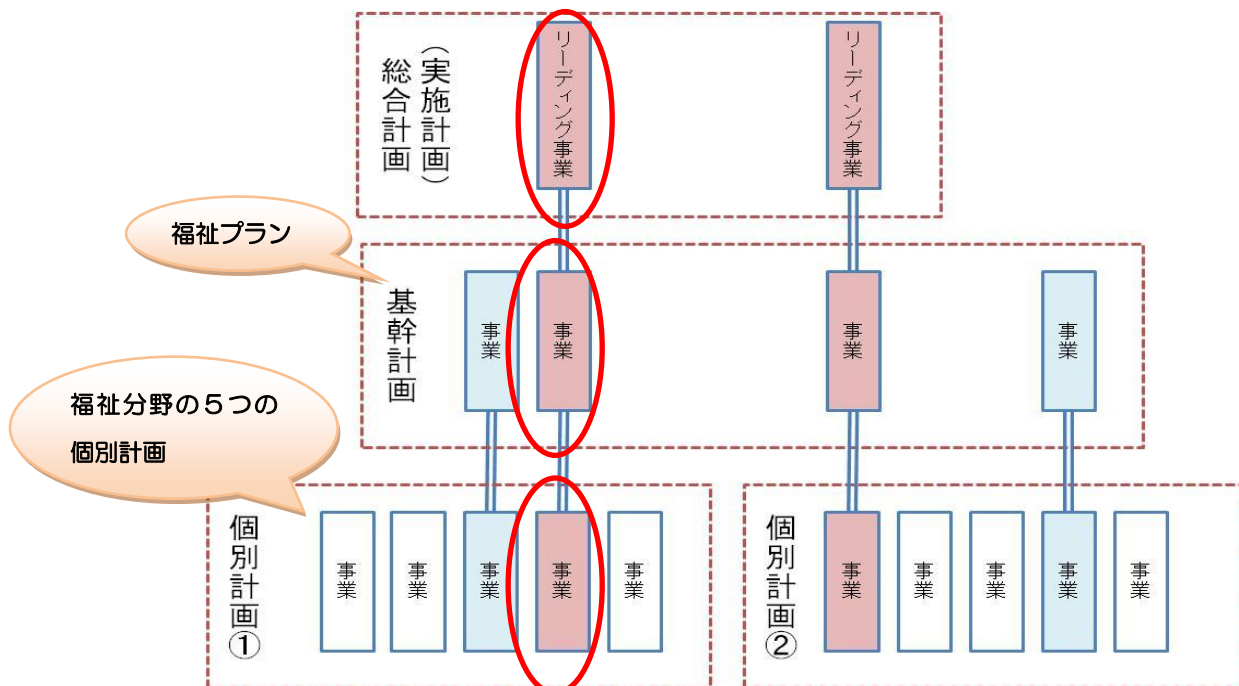 総合計画
（実施計画）
リーディング事業
リーディング事業
福祉プラン
基幹計画
事業
事業
事業
事業
福祉分野の５つの
個別計画
個別計画①
事業
事業
事業
事業
事業
個別計画②
事業
事業
事業
事業
事業